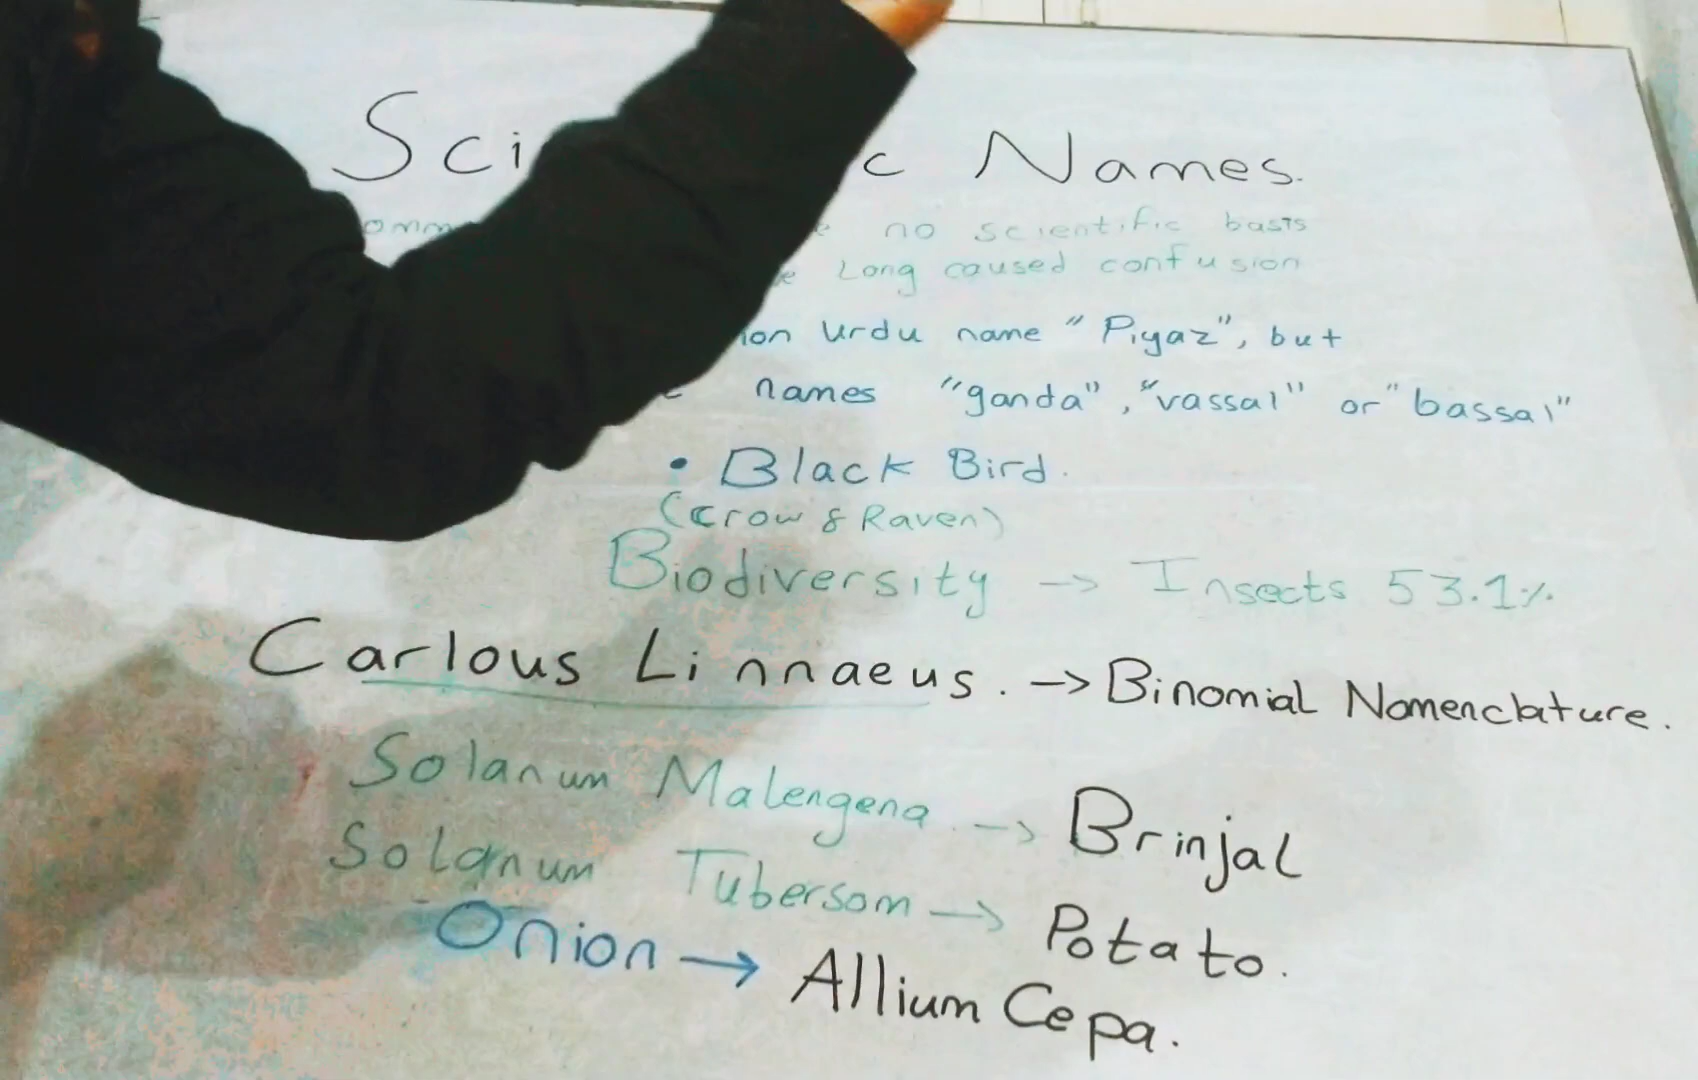 Sci c Names.
omm no scientific basis
Long caused confusion
ion Urdu name "Piyaz", but
names "ganda", "vassal" or "bassal"
• Black Bird.
(Crow & Raven)
Biodiversity -> Insects 53.1%
Carlous Linnaeus. -> Binomial Nomenclature.
Solanum Malengena -> Brinjal
Solanum Tubersom -> Potato.
Onion -> Allium Cepa.